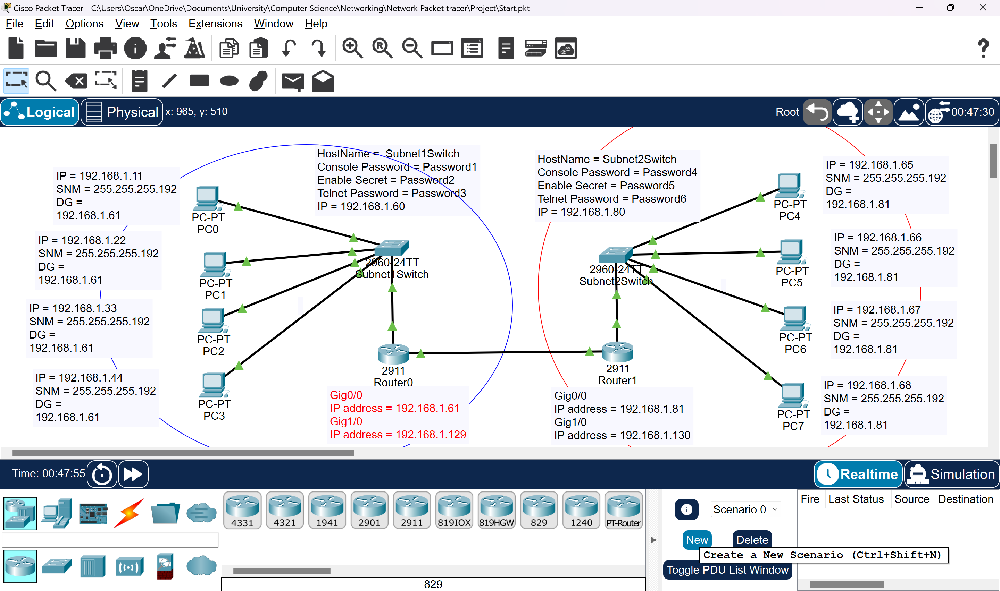 Cisco Packet Tracer - C:\Users\Oscar\OneDrive\Documents\University\Computer Science\Networking\Network Packet tracer\Project\Start.pkt
File Edit Options View Tools Extensions Window Help
Logical Physical x: 965, y: 510 Root 00:47:30
HostName = Subnet1Switch
Console Password = Password1
Enable Secret = Password2
Telnet Password = Password3
IP = 192.168.1.60
HostName = Subnet2Switch
Console Password = Password4
Enable Secret = Password5
Telnet Password = Password6
IP = 192.168.1.80
IP = 192.168.1.11
SNM = 255.255.255.192
DG =
192.168.1.61
PC-PT
PC0
IP = 192.168.1.22
SNM = 255.255.255.192
DG =
192.168.1.61
PC-PT
PC1
IP = 192.168.1.33
SNM = 255.255.255.192
DG =
192.168.1.61
PC-PT
PC2
IP = 192.168.1.44
SNM = 255.255.255.192
DG =
192.168.1.61
PC-PT
PC3
2960-24TT
Subnet1Switch
2911
Router0
Gig0/0
IP address = 192.168.1.61
Gig1/0
IP address = 192.168.1.129
2960-24TT
Subnet2Switch
2911
Router1
Gig0/0
IP address = 192.168.1.81
Gig1/0
IP address = 192.168.1.130
PC-PT
PC4
IP = 192.168.1.65
SNM = 255.255.255.192
DG =
192.168.1.81
PC-PT
PC5
IP = 192.168.1.66
SNM = 255.255.255.192
DG =
192.168.1.81
PC-PT
PC6
IP = 192.168.1.67
SNM = 255.255.255.192
DG =
192.168.1.81
PC-PT
PC7
IP = 192.168.1.68
SNM = 255.255.255.192
DG =
192.168.1.81
Time: 00:47:55 Realtime Simulation
4331 4321 1941 2901 2911 819IOX 819HGW 829 1240 PT-Router
829
Scenario 0
New Delete
Create a New Scenario (Ctrl+Shift+N)
Toggle PDU List Window
Fire Last Status Source Destination